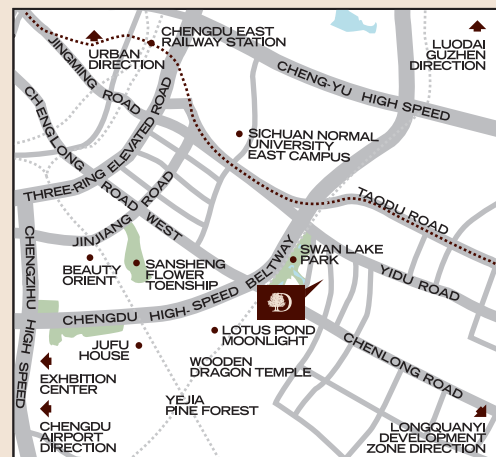 CHENGDU EAST
RAILWAY STATION
URBAN
DIRECTION
LUODAI
GUZHEN
DIRECTION
JINGMING ROAD
CHENG-YU HIGH SPEED
CHENGLONG ROAD WEST
THREE-RING ELEVATED ROAD
SICHUAN NORMAL
UNIVERSITY
EAST CAMPUS
JINJIANG ROAD
TAODU ROAD
CHENGZIHU HIGH SPEED
BEAUTY
ORIENT
SANSHENG
FLOWER
TOENSHIP
SWAN LAKE
PARK
YIDU ROAD
CHENGDU HIGH-SPEED BELTWAY
LOTUS POND
MOONLIGHT
JUFU
HOUSE
WOODEN
DRAGON TEMPLE
CHENLONG ROAD
EXHBITION
CENTER
YEJIA
PINE FOREST
CHENGDU
AIRPORT
DIRECTION
LONGQUANYI
DEVELOPMENT
ZONE DIRECTION